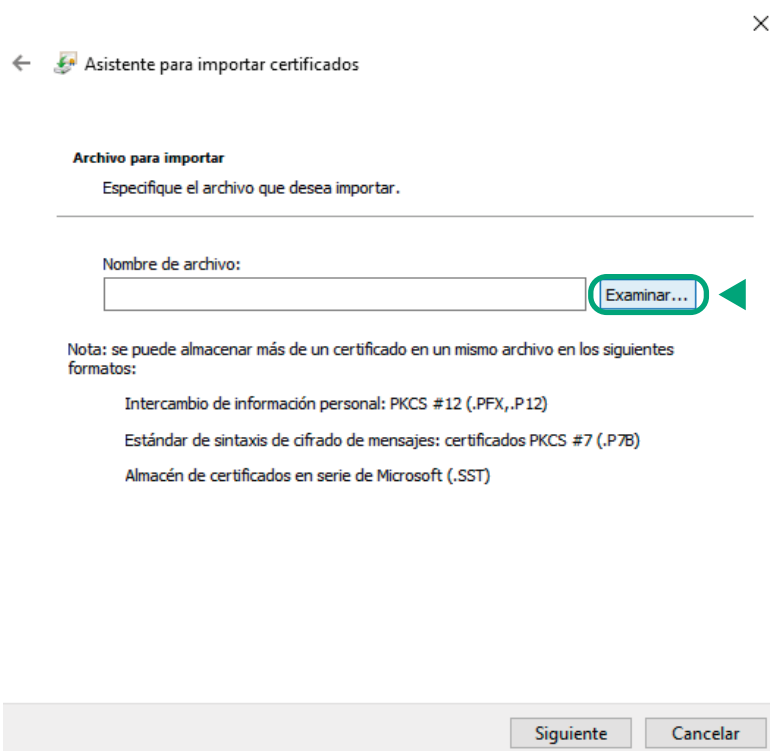 Asistente para importar certificados
Archivo para importar
Especifique el archivo que desea importar.
Nombre de archivo:
Examinar...
Nota: se puede almacenar más de un certificado en un mismo archivo en los siguientes
formatos:
Intercambio de información personal: PKCS #12 (.PFX,.P12)
Estándar de sintaxis de cifrado de mensajes: certificados PKCS #7 (.P7B)
Almacén de certificados en serie de Microsoft (.SST)
Siguiente
Cancelar